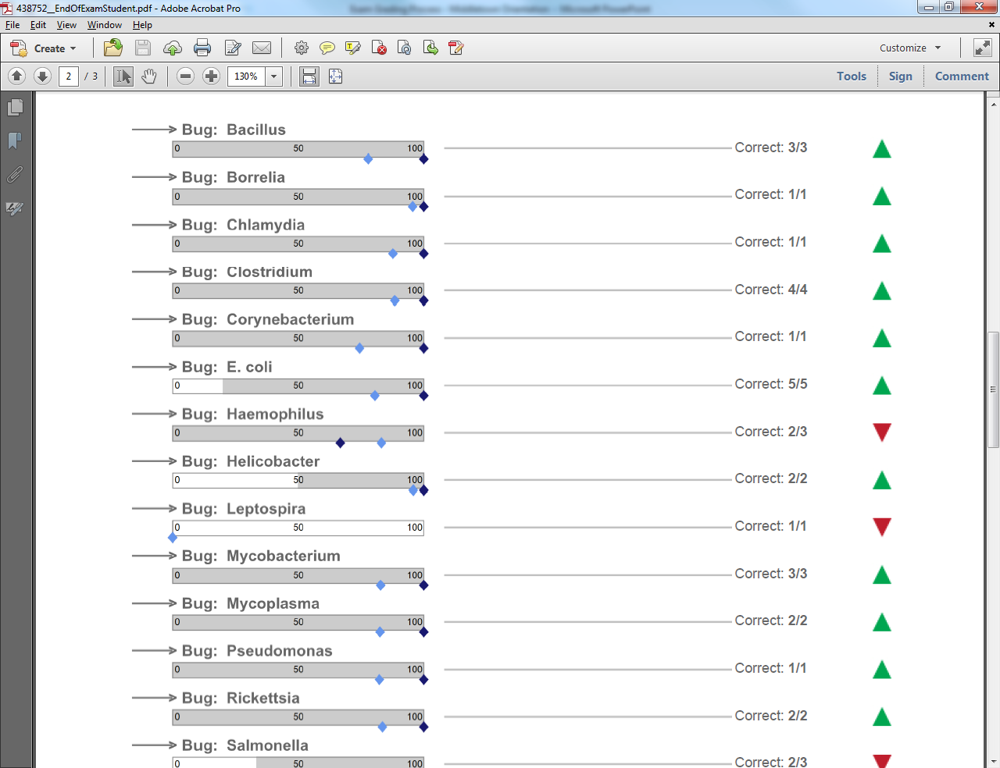 438752__EndOfExamStudent.pdf - Adobe Acrobat Pro
File Edit View Window Help
Create
Customize
2 / 3
130%
Tools Sign Comment
Bug: Bacillus
0 50 100
Correct: 3/3
Bug: Borrelia
0 50 100
Correct: 1/1
Bug: Chlamydia
0 50 100
Correct: 1/1
Bug: Clostridium
0 50 100
Correct: 4/4
Bug: Corynebacterium
0 50 100
Correct: 1/1
Bug: E. coli
0 50 100
Correct: 5/5
Bug: Haemophilus
0 50 100
Correct: 2/3
Bug: Helicobacter
0 50 100
Correct: 2/2
Bug: Leptospira
0 50 100
Correct: 1/1
Bug: Mycobacterium
0 50 100
Correct: 3/3
Bug: Mycoplasma
0 50 100
Correct: 2/2
Bug: Pseudomonas
0 50 100
Correct: 1/1
Bug: Rickettsia
0 50 100
Correct: 2/2
Bug: Salmonella
0 50 100
Correct: 2/3